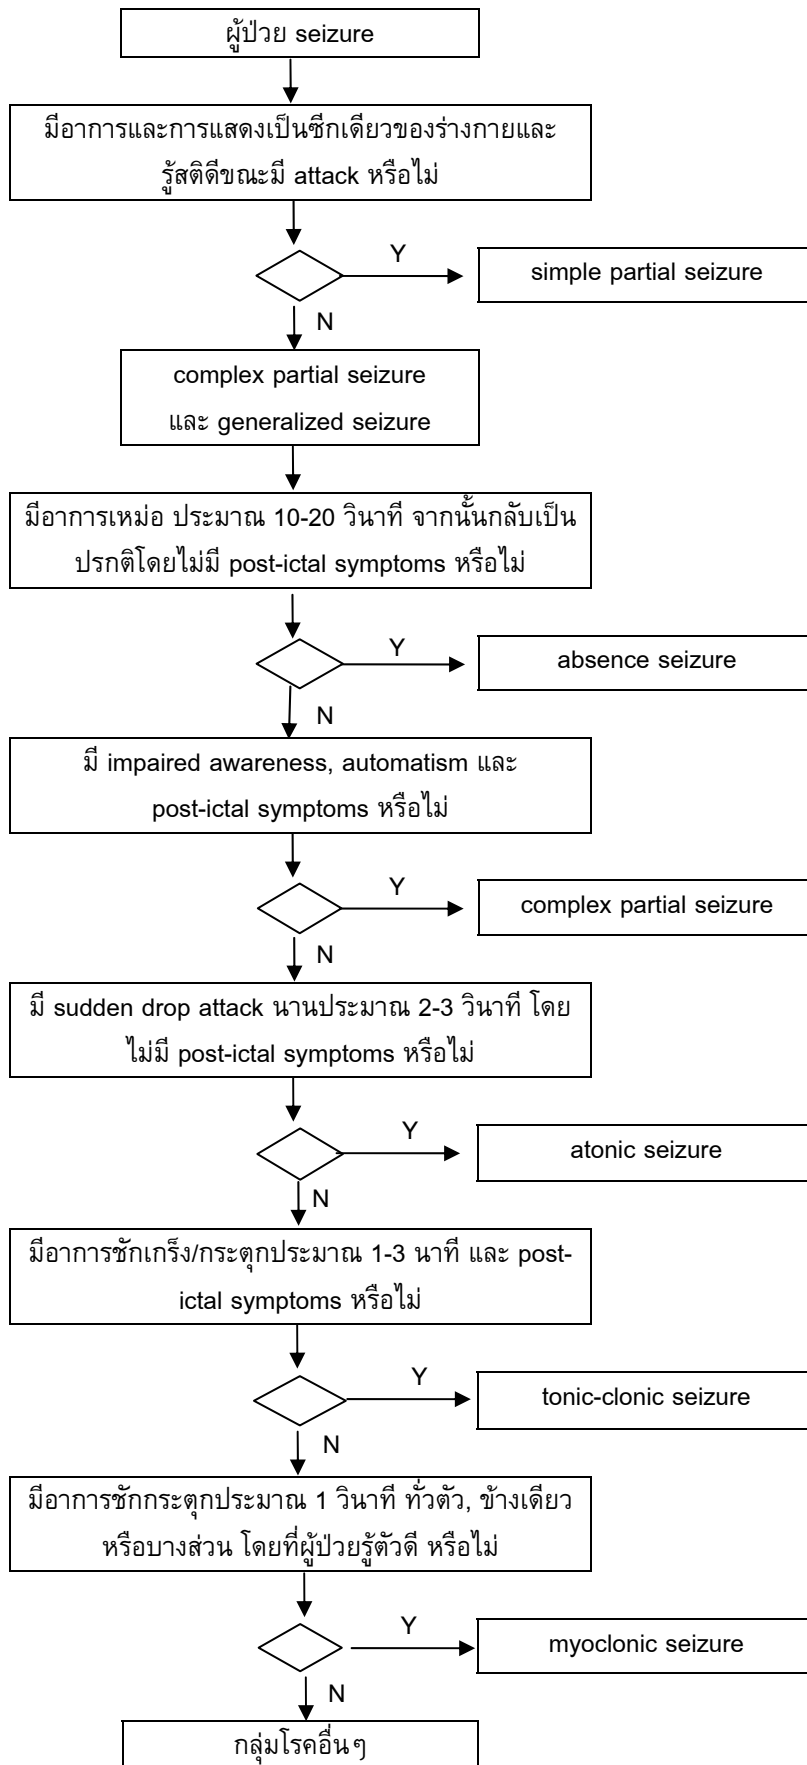 ผู้ป่วย seizure
มีอาการและการแสดงเป็นซีกเดียวของร่างกายและ
รู้สติดีขณะมี attack หรือไม่
Y
simple partial seizure
N
complex partial seizure
และ generalized seizure
มีอาการเหม่อ ประมาณ 10-20 วินาที จากนั้นกลับเป็น
ปรกติโดยไม่มี post-ictal symptoms หรือไม่
Y
absence seizure
N
มี impaired awareness, automatism และ
post-ictal symptoms หรือไม่
Y
complex partial seizure
N
มี sudden drop attack นานประมาณ 2-3 วินาที โดย
ไม่มี post-ictal symptoms หรือไม่
Y
atonic seizure
N
มีอาการชักเกร็ง/กระตุกประมาณ 1-3 นาที และ post-
ictal symptoms หรือไม่
Y
tonic-clonic seizure
N
มีอาการชักกระตุกประมาณ 1 วินาที ทั่วตัว, ข้างเดียว
หรือบางส่วน โดยที่ผู้ป่วยรู้ตัวดี หรือไม่
Y
myoclonic seizure
N
กลุ่มโรคอื่นๆ